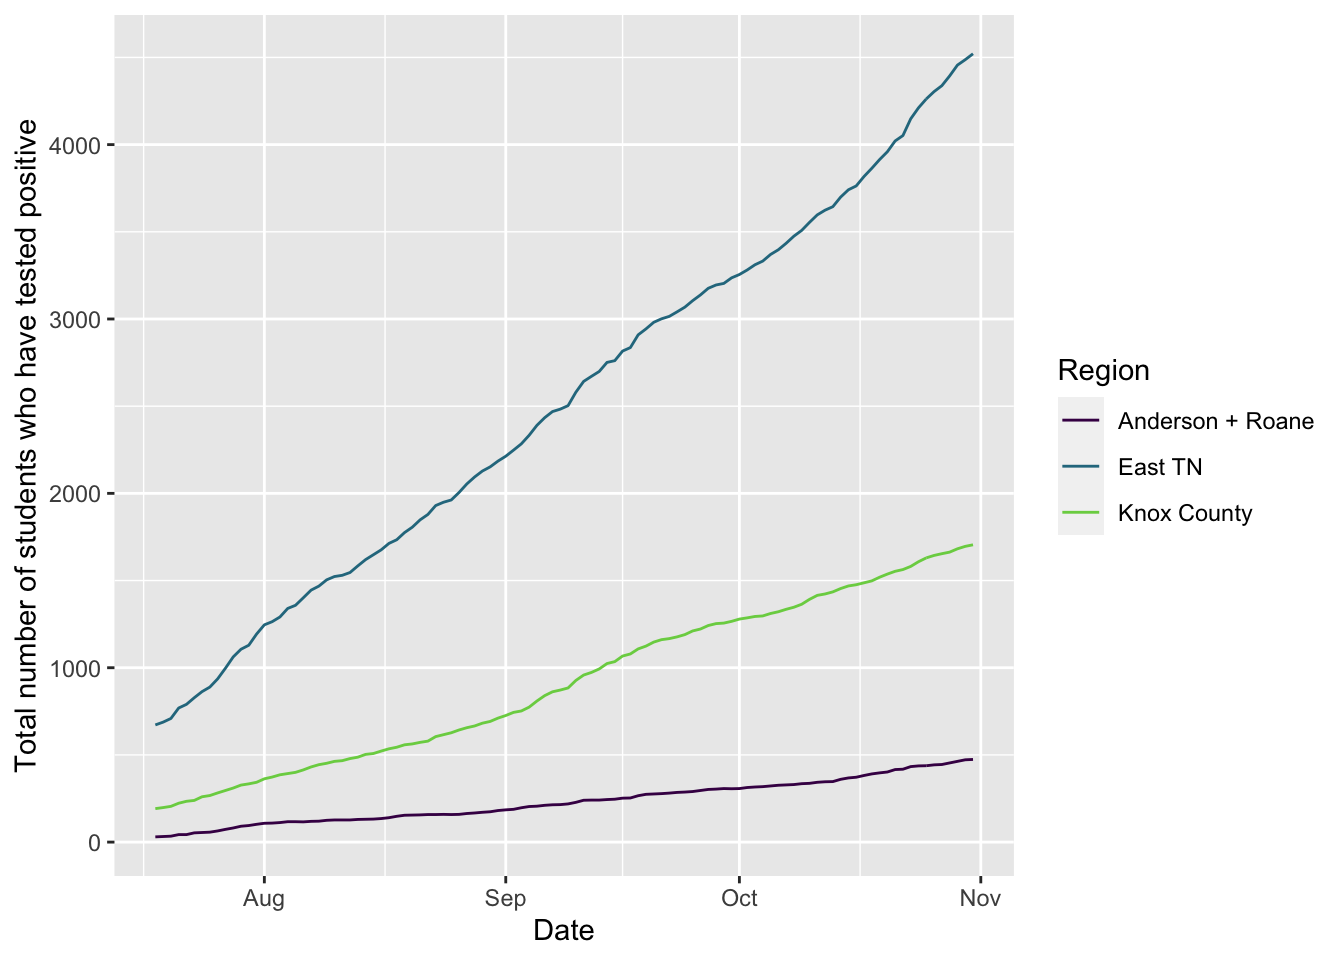 Total number of students who have tested positive
4000
3000
2000
1000
0
Aug
Sep
Oct
Nov
Date
Region
Anderson + Roane
East TN
Knox County